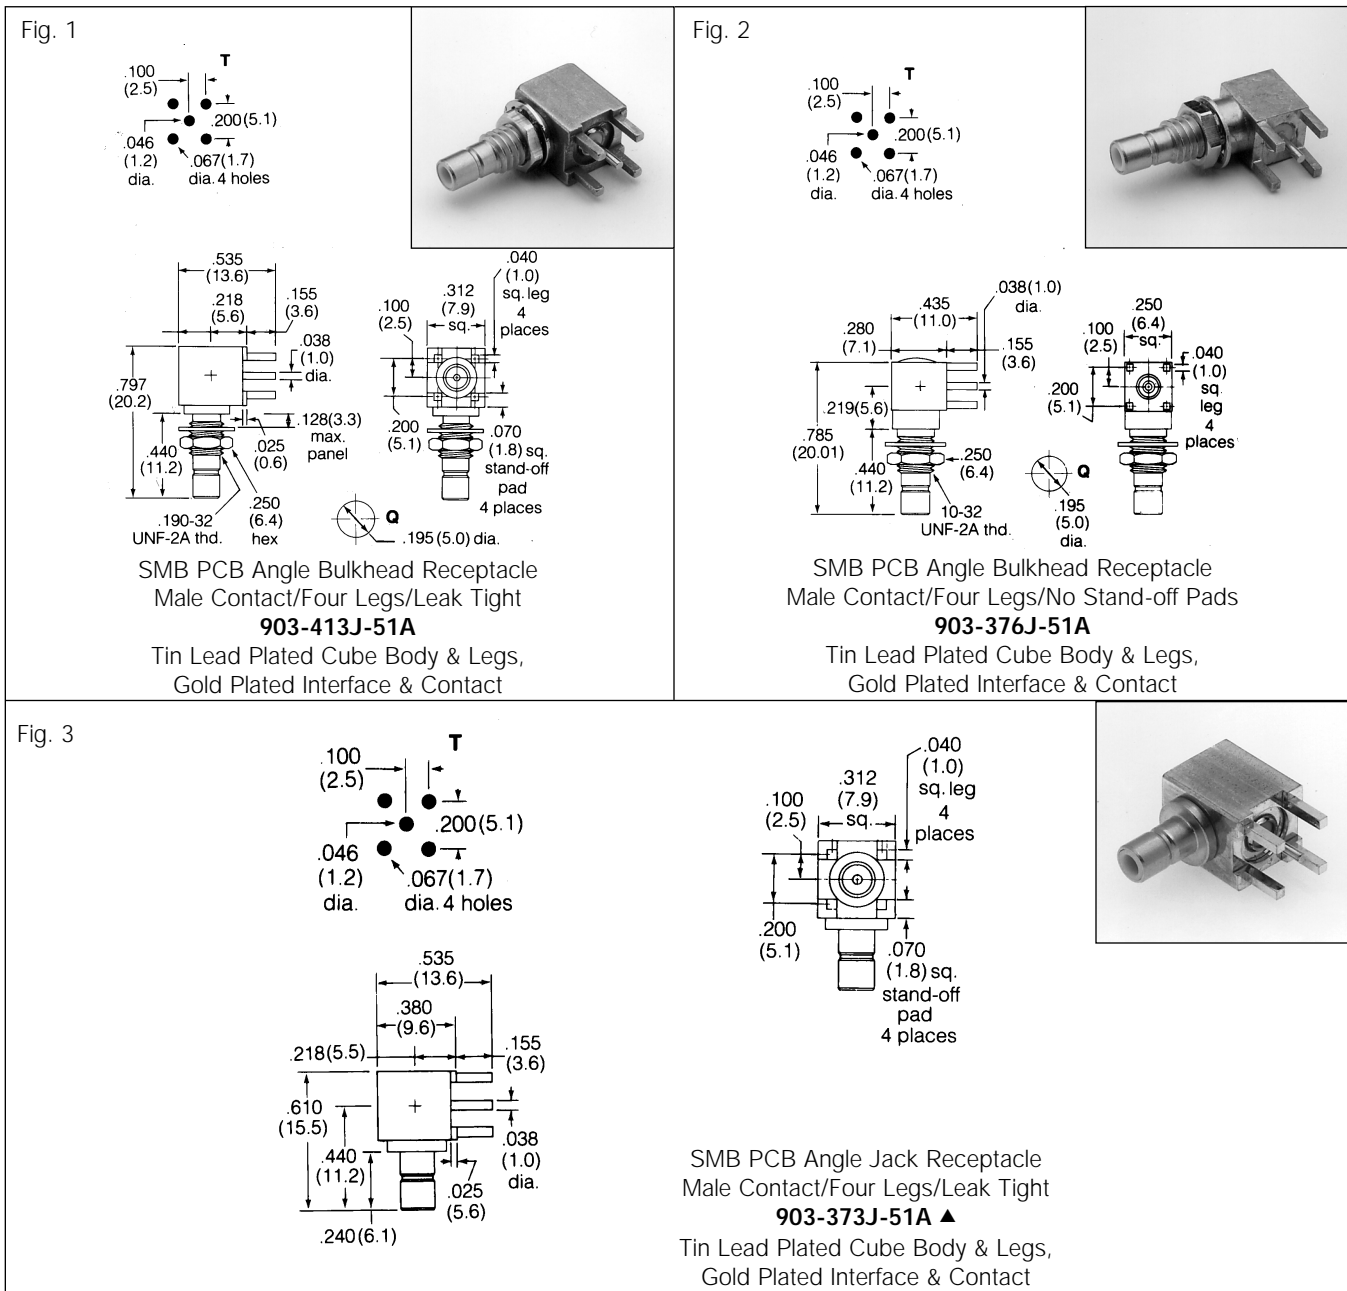 Fig. 1
T
.100
(2.5)
.200(5.1)
.046
(1.2)
dia.
.067(1.7)
dia. 4 holes
.535
(13.6)
.218
(5.6)
.155
(3.6)
.038
(1.0)
dia.
.797
(20.2)
.440
(11.2)
.128(3.3)
max.
panel
.025
(0.6)
.190-32
UNF-2A thd.
.250
(6.4)
hex
.040
(1.0)
sq. leg
4
places
.312
(7.9)
sq.
.100
(2.5)
.200
(5.1)
.070
(1.8) sq.
stand-off
pad
4 places
Q
.195(5.0) dia.
SMB PCB Angle Bulkhead Receptacle
Male Contact/Four Legs/Leak Tight
903-413J-51A
Tin Lead Plated Cube Body & Legs,
Gold Plated Interface & Contact
Fig. 2
T
.100
(2.5)
.200(5.1)
.046
(1.2)
dia.
.067(1.7)
dia. 4 holes
.038(1.0)
dia.
.435
(11.0)
.280
(7.1)
.155
(3.6)
.219(5.6)
.785
(20.01)
.440
(11.2)
.250
(6.4)
10-32
UNF-2A thd.
.250
(6.4)
sq.
.100
(2.5)
.040
(1.0)
sq
leg
4
places
.200
(5.1)
Q
.195
(5.0)
dia.
SMB PCB Angle Bulkhead Receptacle
Male Contact/Four Legs/No Stand-off Pads
903-376J-51A
Tin Lead Plated Cube Body & Legs,
Gold Plated Interface & Contact
Fig. 3
T
.100
(2.5)
.200(5.1)
.046
(1.2)
dia.
.067(1.7)
dia. 4 holes
.535
(13.6)
.380
(9.6)
.218(5.5)
.155
(3.6)
.610
(15.5)
.440
(11.2)
.038
(1.0)
dia.
.025
(5.6)
.240(6.1)
.040
(1.0)
sq. leg
4
places
.312
(7.9)
sq.
.100
(2.5)
.200
(5.1)
.070
(1.8) sq.
stand-off
pad
4 places
SMB PCB Angle Jack Receptacle
Male Contact/Four Legs/Leak Tight
903-373J-51A ▲
Tin Lead Plated Cube Body & Legs,
Gold Plated Interface & Contact